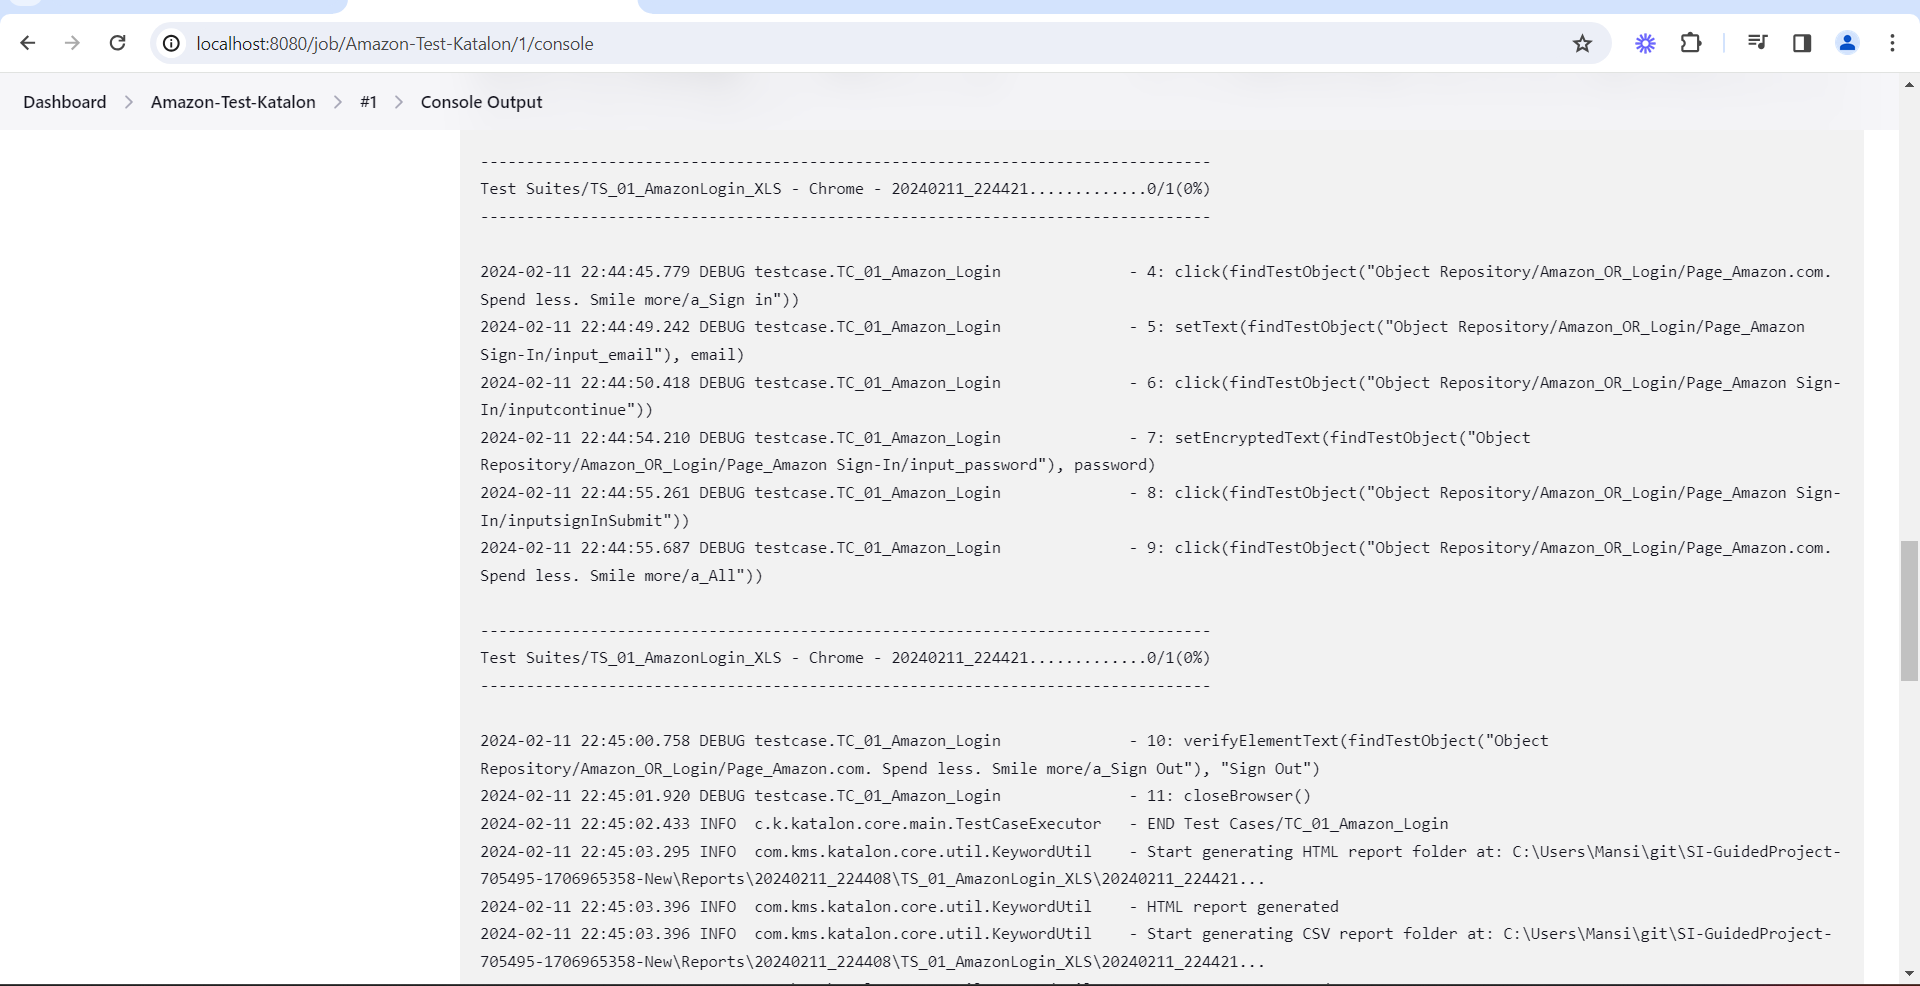 localhost:8080/job/Amazon-Test-Katalon/1/console
Dashboard > Amazon-Test-Katalon > #1 > Console Output
--------------------------------------------------------------------------------
Test Suites/TS_01_AmazonLogin_XLS - Chrome - 20240211_224421.............0/1(0%)
--------------------------------------------------------------------------------
2024-02-11 22:44:45.779 DEBUG testcase.TC_01_Amazon_Login              - 4: click(findTestObject("Object Repository/Amazon_OR_Login/Page_Amazon.com.
Spend less. Smile more/a_Sign in"))
2024-02-11 22:44:49.242 DEBUG testcase.TC_01_Amazon_Login              - 5: setText(findTestObject("Object Repository/Amazon_OR_Login/Page_Amazon
Sign-In/input_email"), email)
2024-02-11 22:44:50.418 DEBUG testcase.TC_01_Amazon_Login              - 6: click(findTestObject("Object Repository/Amazon_OR_Login/Page_Amazon Sign-
In/inputcontinue"))
2024-02-11 22:44:54.210 DEBUG testcase.TC_01_Amazon_Login              - 7: setEncryptedText(findTestObject("Object
Repository/Amazon_OR_Login/Page_Amazon Sign-In/input_password"), password)
2024-02-11 22:44:55.261 DEBUG testcase.TC_01_Amazon_Login              - 8: click(findTestObject("Object Repository/Amazon_OR_Login/Page_Amazon Sign-
In/inputsignInSubmit"))
2024-02-11 22:44:55.687 DEBUG testcase.TC_01_Amazon_Login              - 9: click(findTestObject("Object Repository/Amazon_OR_Login/Page_Amazon.com.
Spend less. Smile more/a_All"))
--------------------------------------------------------------------------------
Test Suites/TS_01_AmazonLogin_XLS - Chrome - 20240211_224421.............0/1(0%)
--------------------------------------------------------------------------------
2024-02-11 22:45:00.758 DEBUG testcase.TC_01_Amazon_Login              - 10: verifyElementText(findTestObject("Object
Repository/Amazon_OR_Login/Page_Amazon.com. Spend less. Smile more/a_Sign Out"), "Sign Out")
2024-02-11 22:45:01.920 DEBUG testcase.TC_01_Amazon_Login              - 11: closeBrowser()
2024-02-11 22:45:02.433 INFO  c.k.katalon.core.main.TestCaseExecutor   - END Test Cases/TC_01_Amazon_Login
2024-02-11 22:45:03.295 INFO  com.kms.katalon.core.util.KeywordUtil    - Start generating HTML report folder at: C:\Users\Mansi\git\SI-GuidedProject-
705495-1706965358-New\Reports\20240211_224408\TS_01_AmazonLogin_XLS\20240211_224421...
2024-02-11 22:45:03.396 INFO  com.kms.katalon.core.util.KeywordUtil    - HTML report generated
2024-02-11 22:45:03.396 INFO  com.kms.katalon.core.util.KeywordUtil    - Start generating CSV report folder at: C:\Users\Mansi\git\SI-GuidedProject-
705495-1706965358-New\Reports\20240211_224408\TS_01_AmazonLogin_XLS\20240211_224421...